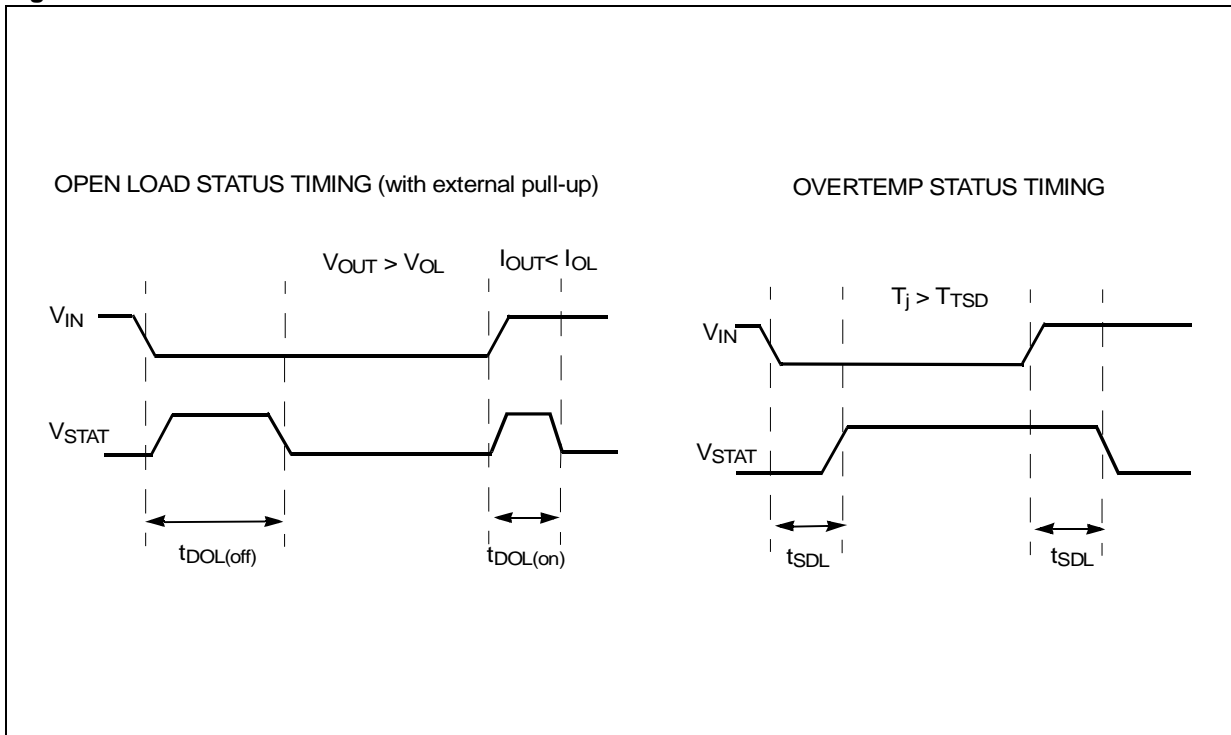 OPEN LOAD STATUS TIMING (with external pull-up)
VOUT > VOL
IOUT< IOL
VIN
VSTAT
tDOL(off)
tDOL(on)
OVERTEMP STATUS TIMING
Tj > TTSD
VIN
VSTAT
tSDL
tSDL